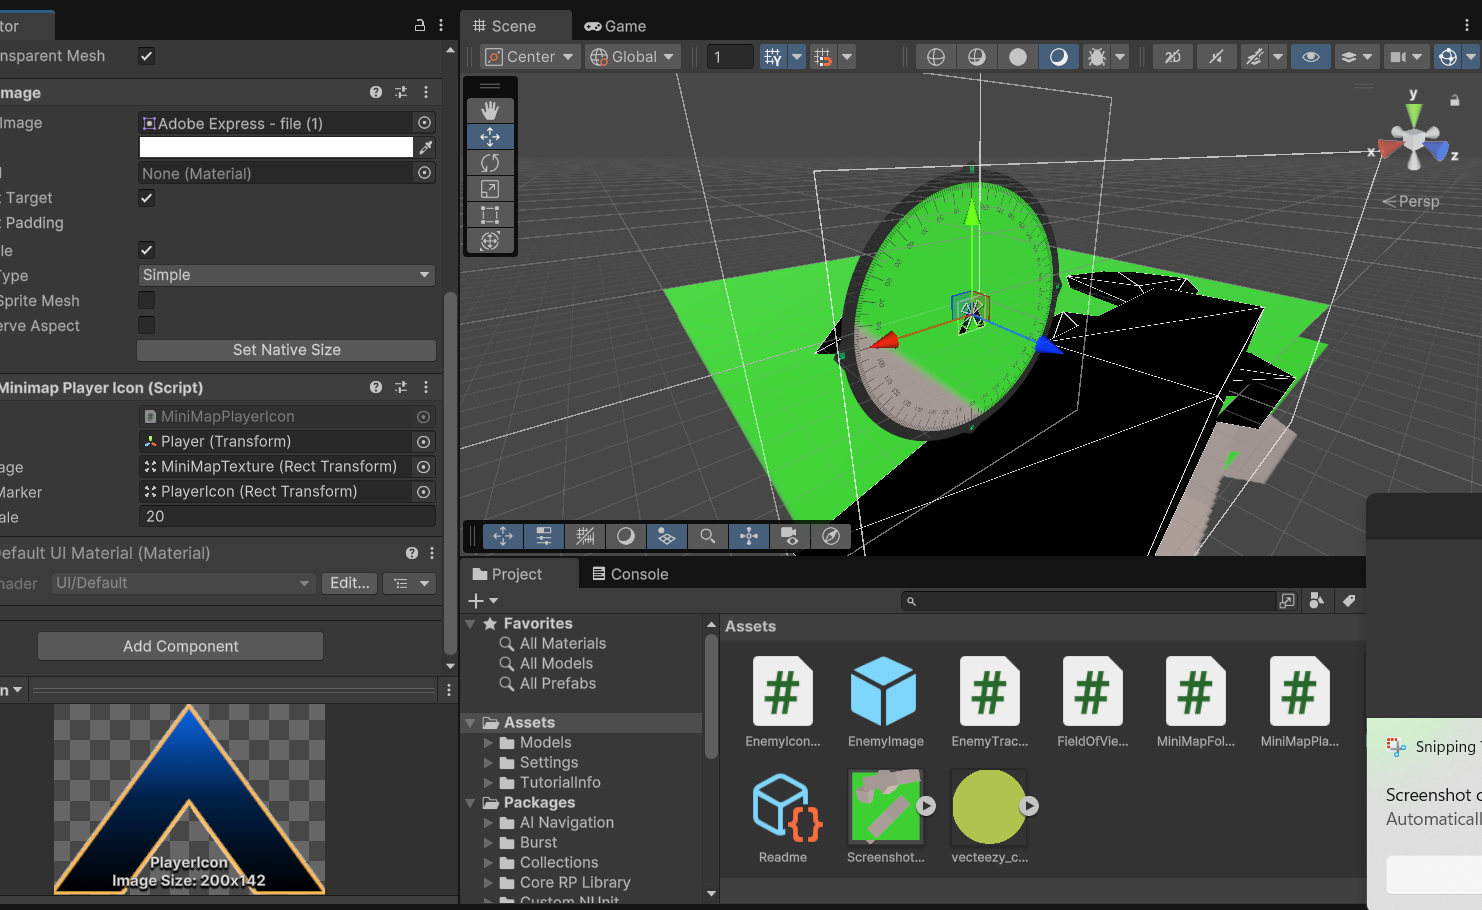 tor
nsparent Mesh
mage
Image
Adobe Express - file (1)
l
None (Material)
t Target
t Padding
le
Type
Simple
Sprite Mesh
erve Aspect
Set Native Size
Minimap Player Icon (Script)
MiniMapPlayerIcon
Player (Transform)
age
MiniMapTexture (Rect Transform)
Marker
PlayerIcon (Rect Transform)
ale
20
Default UI Material (Material)
hader
UI/Default
Edit...
Add Component
n
PlayerIcon
Image Size: 200x142
Scene
Game
Center
Global
1
2D
y
x
z
Persp
Project
Console
Favorites
All Materials
All Models
All Prefabs
Assets
Models
Settings
TutorialInfo
Packages
AI Navigation
Burst
Collections
Core RP Library
Custom NUnit
Assets
EnemyIcon...
EnemyImage
EnemyTrac...
FieldOfVie...
MiniMapFol...
MiniMapPla...
Readme
Screenshot...
vecteezy_c...
Snipping T
Screenshot c
Automaticall